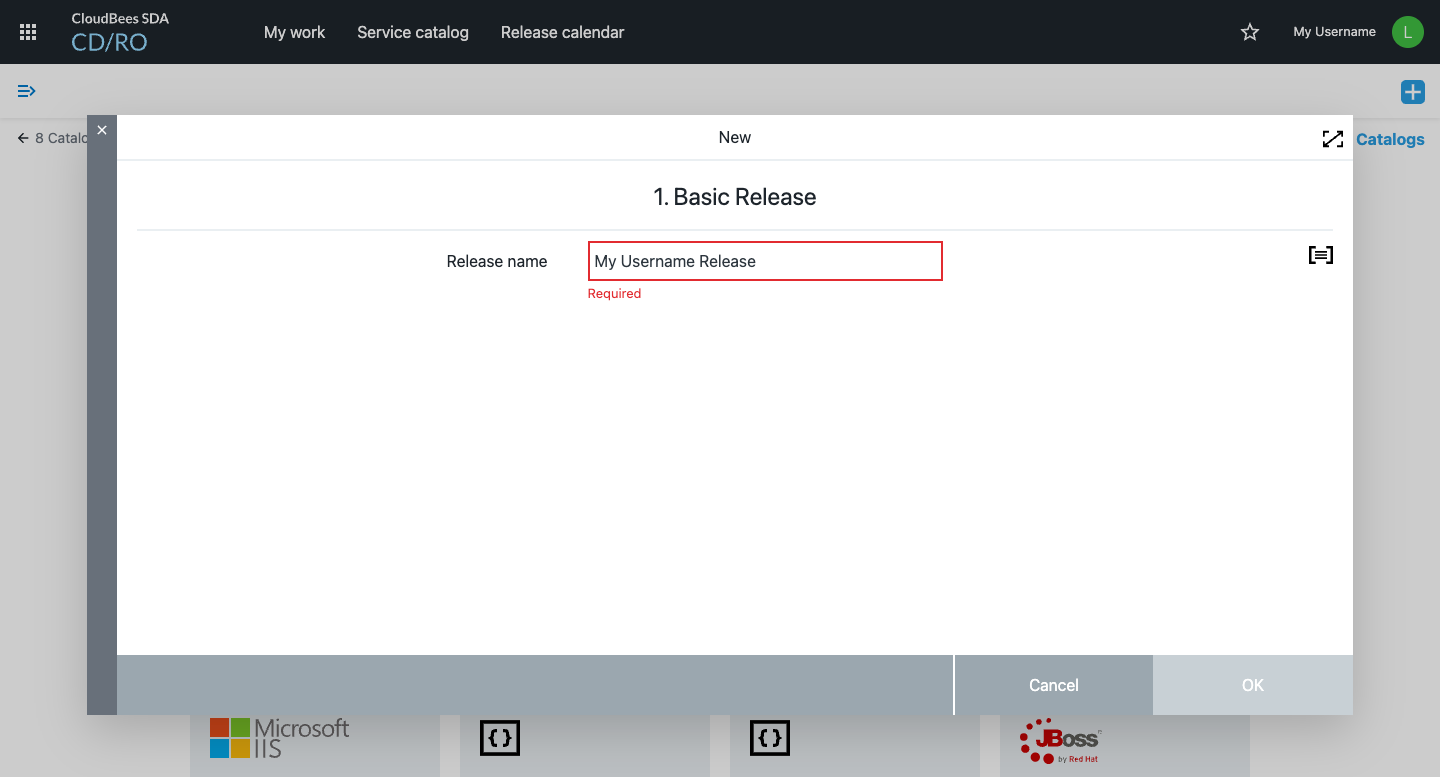 CloudBees SDA
CD/RO
My work
Service catalog
Release calendar
My Username
L
8 Catalo
Catalogs
New
1. Basic Release
Release name
My Username Release
Required
Cancel
OK
Microsoft
IIS
{}
{}
JBoss
by Red Hat